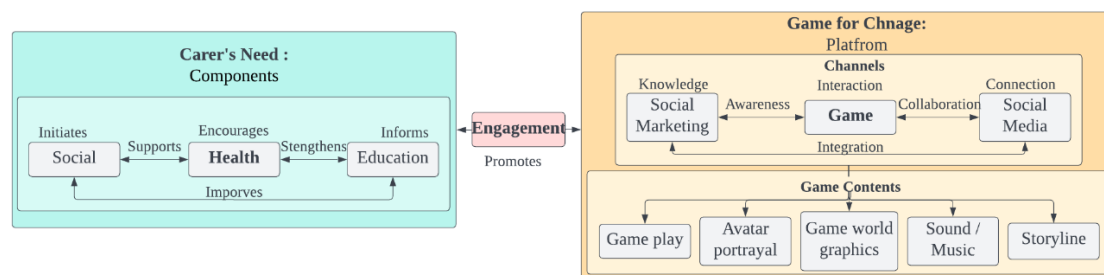 Carer's Need :
Components
Initiates
Encourages
Informs
Social
Supports
Health
Stengthens
Education
Imporves
Engagement
Promotes
Game for Chnage:
Platfrom
Channels
Knowledge
Interaction
Connection
Social
Marketing
Awareness
Game
Collaboration
Social
Media
Integration
Game Contents
Game play
Avatar
portrayal
Game world
graphics
Sound /
Music
Storyline